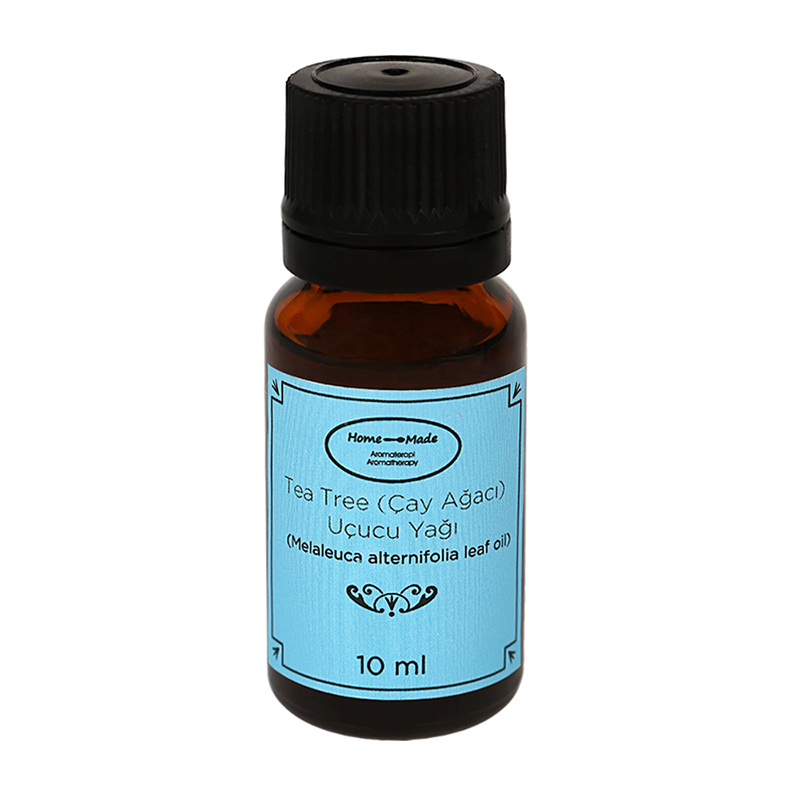 Home Made
Aromaterapi
Aromatherapy
Tea Tree (Çay Ağacı)
Uçucu Yağı
(Melaleuca alternifolia leaf oil)
10 ml